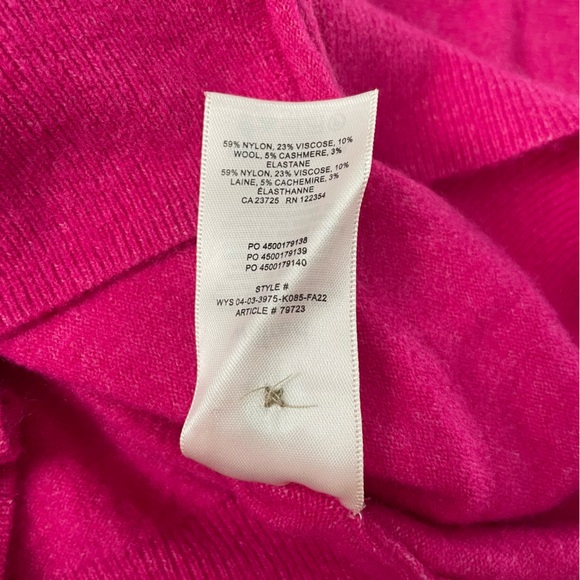 59% NYLON, 23% VISCOSE, 10%
WOOL, 5% CASHMERE, 3%
ELASTANE
59% NYLON, 23% VISCOSE, 10%
LAINE, 5% CACHEMIRE, 3%
ÉLASTHANNE
CA 23725 RN 122354
PO 4500179138
PO 4500179139
PO 4500179140
STYLE #
WYS 04-03-3975-K085-FA22
ARTICLE # 79723